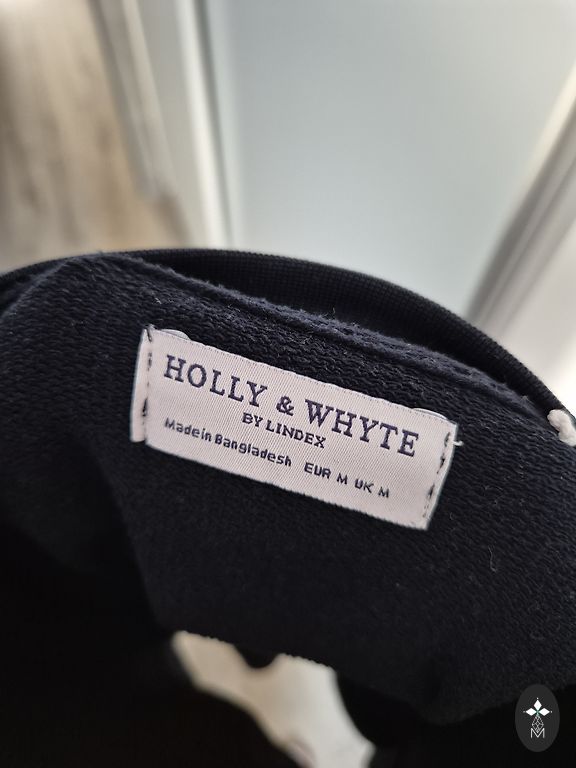 HOLLY & WHYTE
BY LINDEX
Made in Bangladesh EUR M UK M